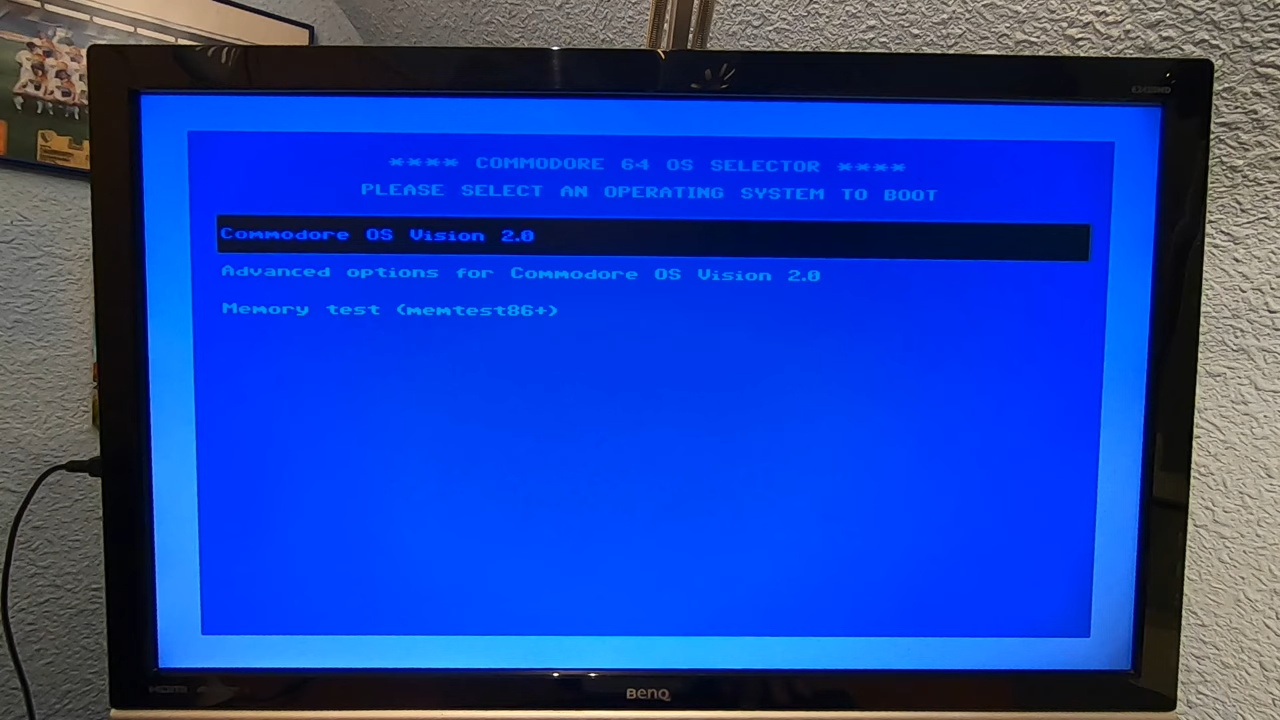 **** COMMODORE 64 OS SELECTOR ****
PLEASE SELECT AN OPERATING SYSTEM TO BOOT
Commodore OS Vision 2.0
Advanced options for Commodore OS Vision 2.0
Memory test (memtest86+)
HDMI
BenQ